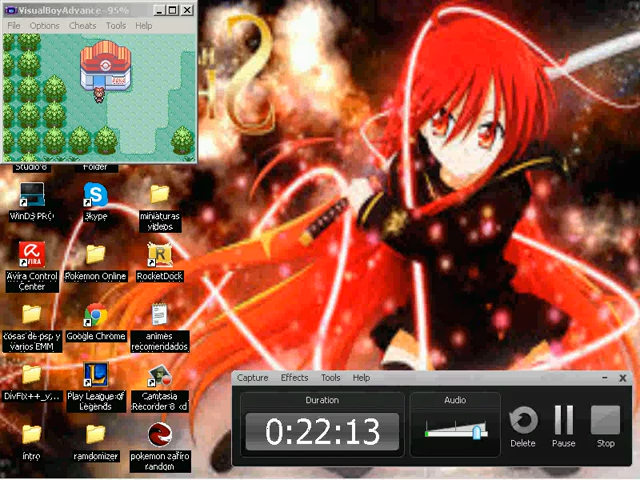 VisualBoyAdvance- 95%
File Options Cheats Tools Help
Studio 8
Folder
Skype
miniaturas videos
Avira Control Center
Pokemon Online
RocketDock
cosas de psp y varios EMM
Google Chrome
animes recomendados
Play League of Legends
Camtasia Recorder 8
intro
ramdomizer
pokemon zafiro random
Capture Effects Tools Help
Duration
0:22:13
Audio
Delete
Pause
Stop